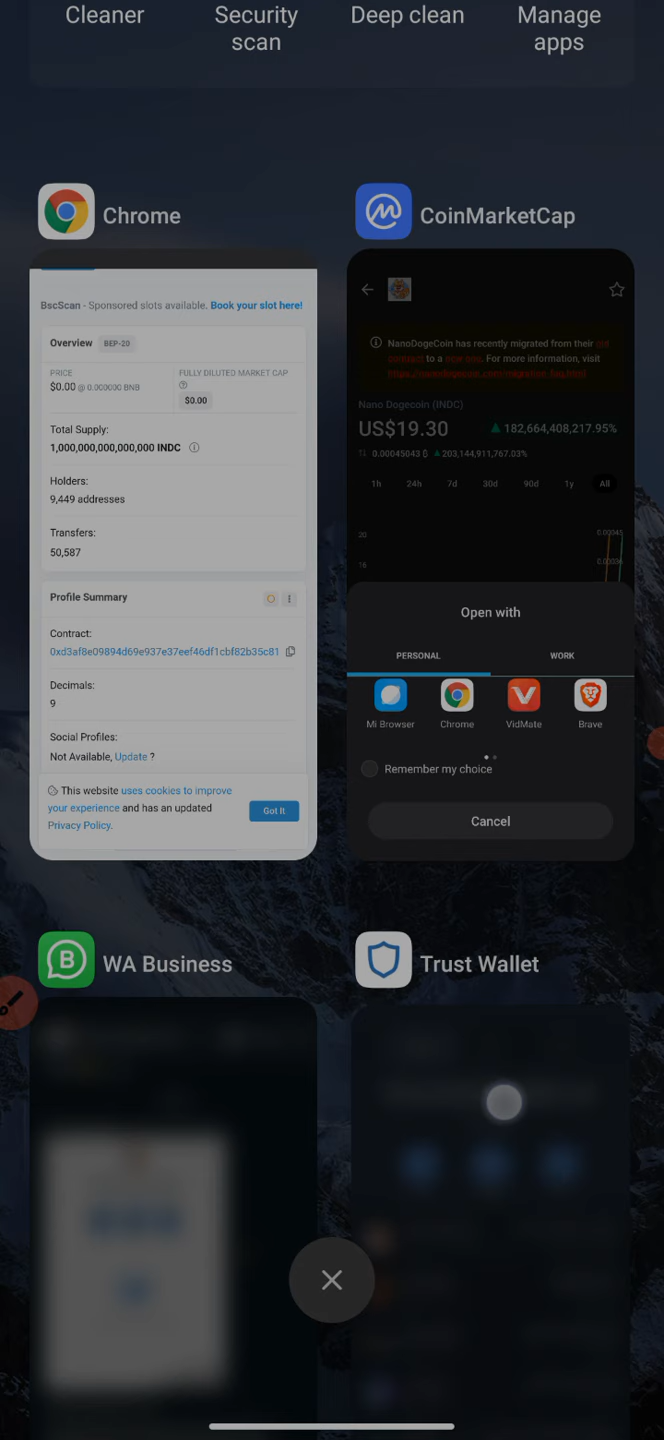 Cleaner
Security scan
Deep clean
Manage apps
Chrome
BscScan - Sponsored slots available. Book your slot here!
Overview BEP-20
PRICE
$0.00 @ 0.000000 BNB
FULLY DILUTED MARKET CAP
$0.00
Total Supply:
1,000,000,000,000,000 INDC
Holders:
9,449 addresses
Transfers:
50,587
Profile Summary
Contract:
0xd3af8e09894d69e937e37eef46df1cbf82b35c81
Decimals:
9
Social Profiles:
Not Available, Update ?
This website uses cookies to improve
your experience and has an updated
Privacy Policy.
Got It
CoinMarketCap
NanoDogeCoin has recently migrated from their old
contract to a new one. For more information, visit
https://nanodogecoin.com/migration-faq.html
Nano Dogecoin (INDC)
US$19.30 182,664,408,217.95%
0.00045043 ₿ 203,144,911,767.03%
1h 24h 7d 30d 90d 1y All
20
0.00045
16
0.00036
Open with
PERSONAL WORK
Mi Browser Chrome VidMate Brave
Remember my choice
Cancel
WA Business
Trust Wallet